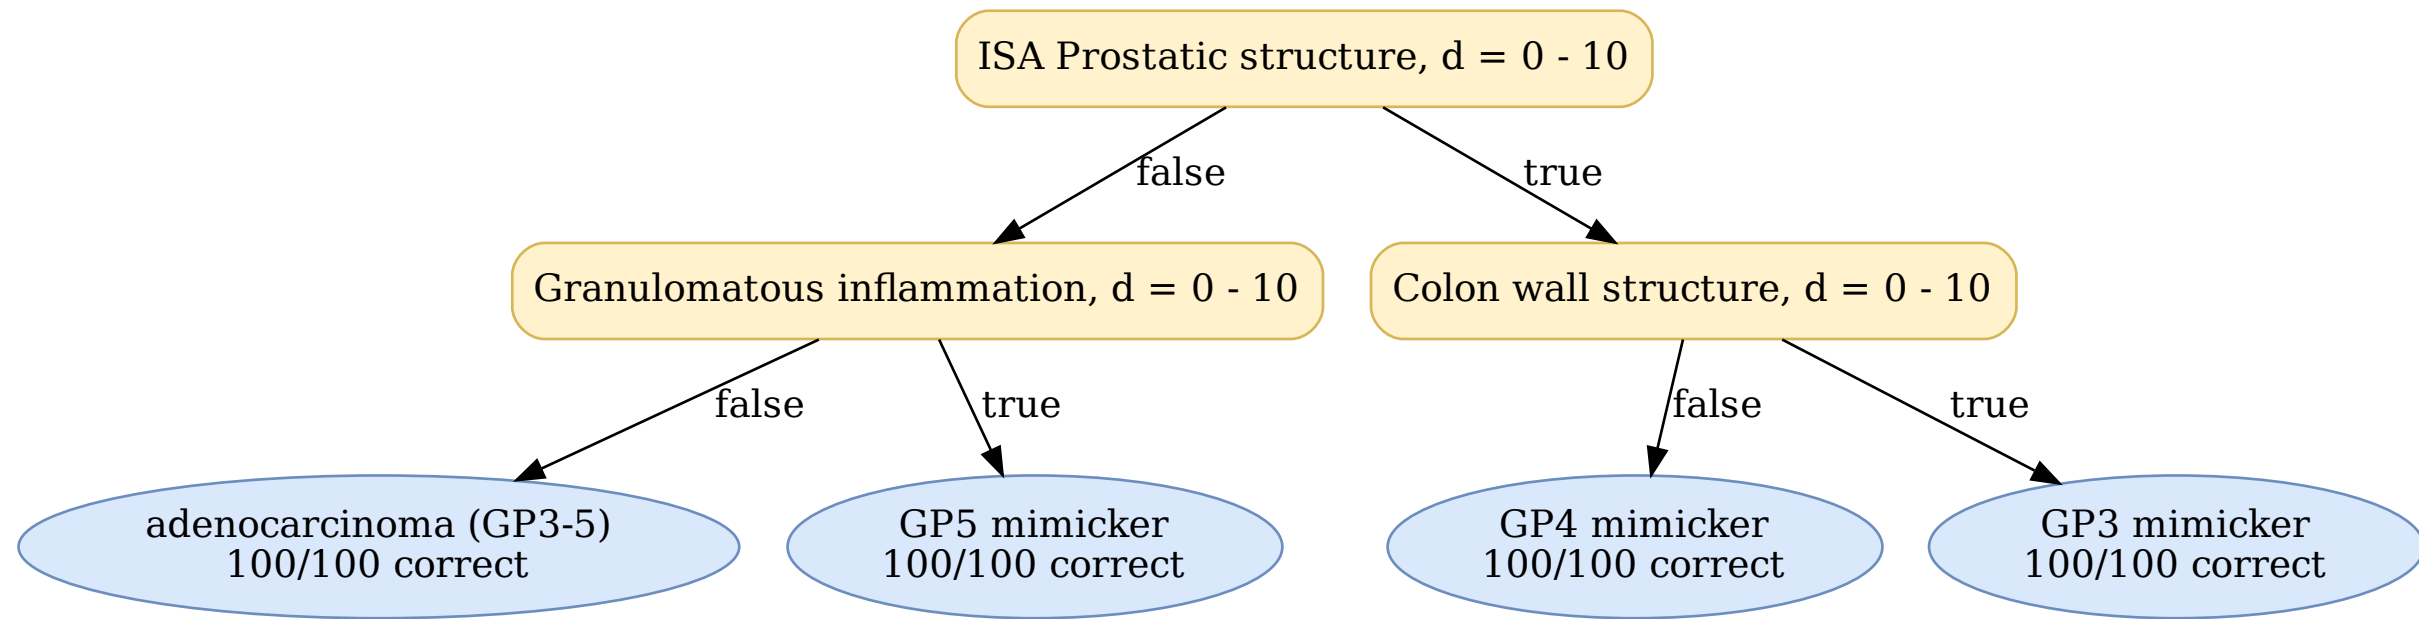 ISA Prostatic structure, d = 0 - 10
false
true
Granulomatous inflammation, d = 0 - 10
Colon wall structure, d = 0 - 10
false
true
false
true
adenocarcinoma (GP3-5)
100/100 correct
GP5 mimicker
100/100 correct
GP4 mimicker
100/100 correct
GP3 mimicker
100/100 correct